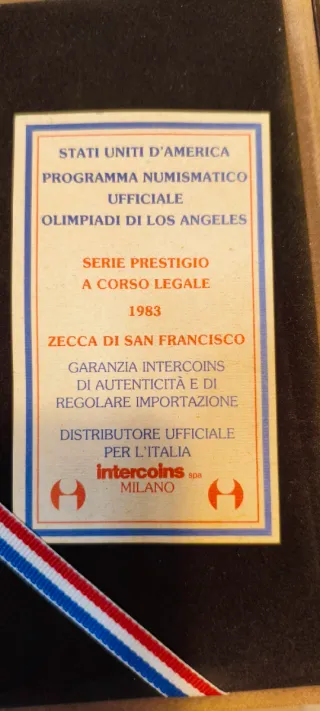 STATI UNITI D'AMERICA
PROGRAMMA NUMISMATICO
UFFICIALE
OLIMPIADI DI LOS ANGELES
SERIE PRESTIGIO
A CORSO LEGALE
1983
ZECCA DI SAN FRANCISCO
GARANZIA INTERCOINS
DI AUTENTICITÀ E DI
REGOLARE IMPORTAZIONE
DISTRIBUTORE UFFICIALE
PER L'ITALIA
intercoins spa
MILANO